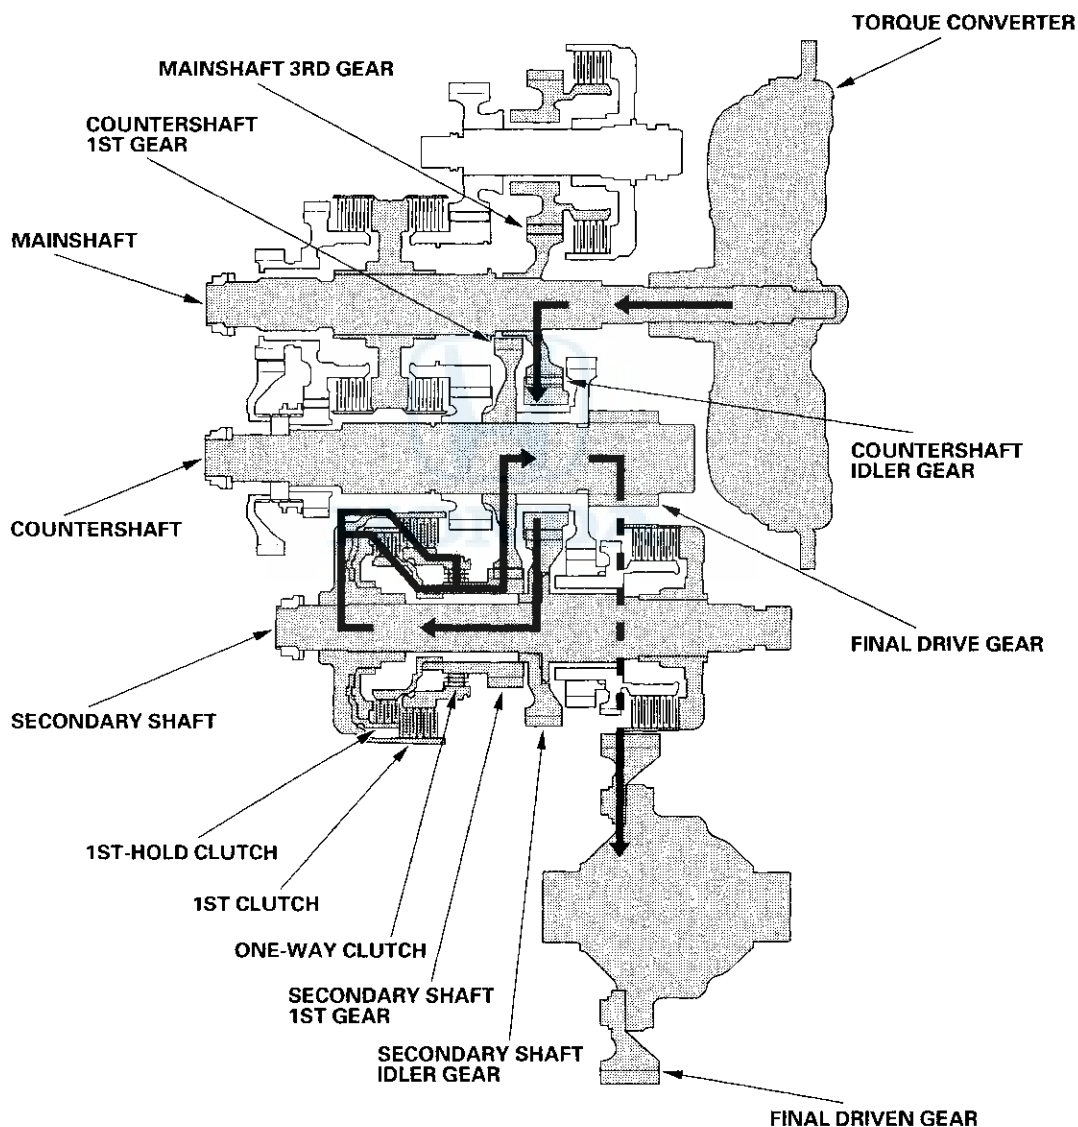 TORQUE CONVERTER
MAINSHAFT 3RD GEAR
COUNTERSHAFT
1ST GEAR
MAINSHAFT
COUNTERSHAFT
IDLER GEAR
COUNTERSHAFT
FINAL DRIVE GEAR
SECONDARY SHAFT
1ST-HOLD CLUTCH
1ST CLUTCH
ONE-WAY CLUTCH
SECONDARY SHAFT
1ST GEAR
SECONDARY SHAFT
IDLER GEAR
FINAL DRIVEN GEAR